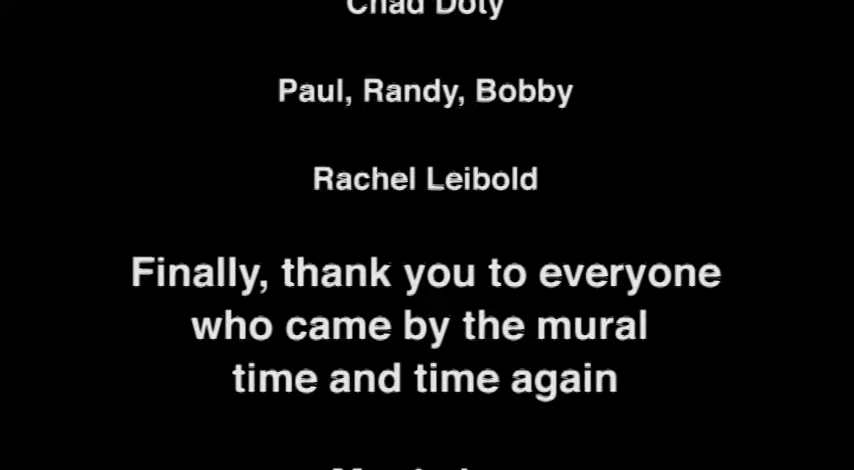 Chad Doty
Paul, Randy, Bobby
Rachel Leibold
Finally, thank you to everyone
who came by the mural
time and time again